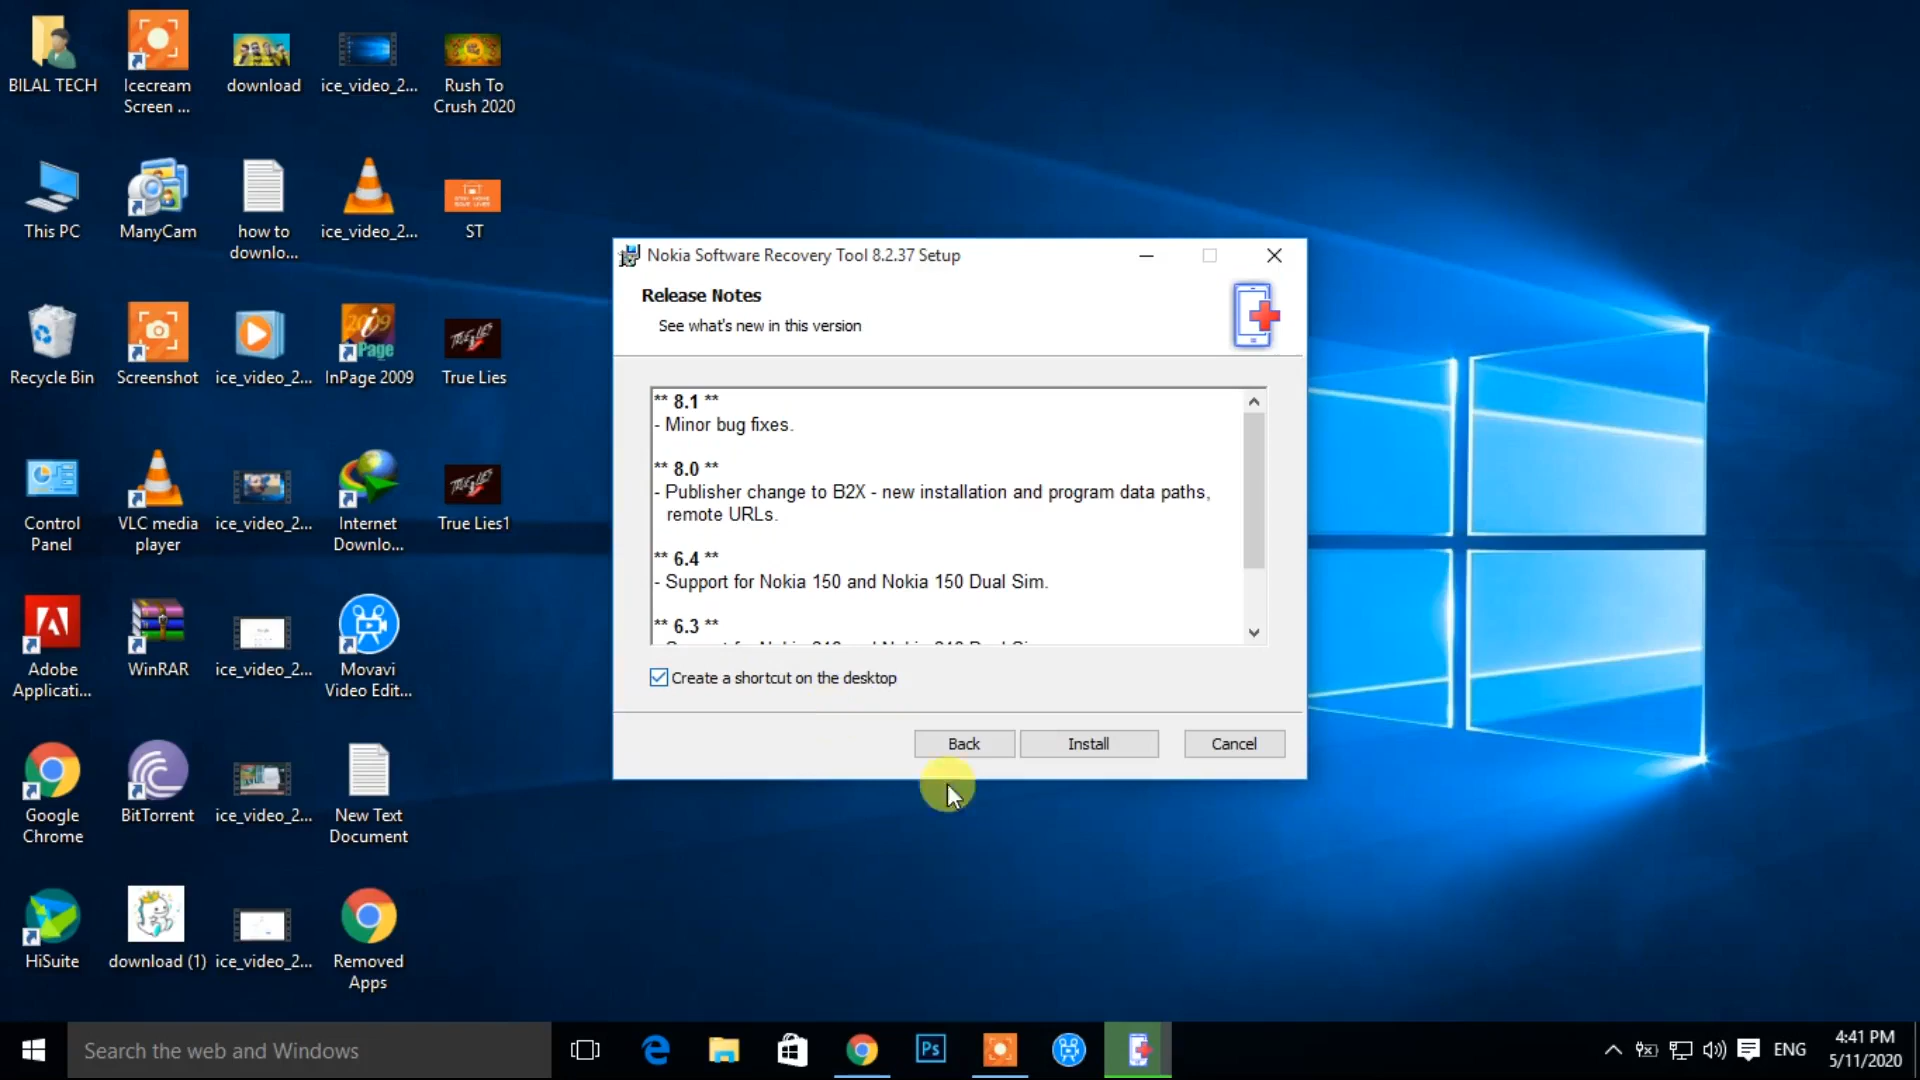 BILAL TECH
Icecream
Screen ...
download
ice_video_2...
Rush To
Crush 2020
This PC
ManyCam
how to
downlo...
ice_video_2...
ST
Recycle Bin
Screenshot
ice_video_2...
InPage 2009
True Lies
Control
Panel
VLC media
player
ice_video_2...
Internet
Downlo...
True Lies1
Adobe
Applicati...
WinRAR
ice_video_2...
Movavi
Video Edit...
Google
Chrome
BitTorrent
ice_video_2...
New Text
Document
HiSuite
download (1)
ice_video_2...
Removed
Apps
Nokia Software Recovery Tool 8.2.37 Setup
Release Notes
See what's new in this version
** 8.1 **
- Minor bug fixes.
** 8.0 **
- Publisher change to B2X - new installation and program data paths,
remote URLs.
** 6.4 **
- Support for Nokia 150 and Nokia 150 Dual Sim.
** 6.3 **
Create a shortcut on the desktop
Back
Install
Cancel
Search the web and Windows
Ps
ENG
4:41 PM
5/11/2020